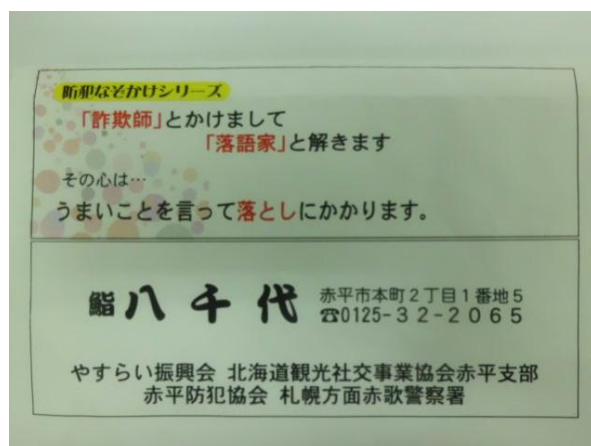 防犯なぞかけシリーズ
「詐欺師」とかけまして
「落語家」と解きます
その心は…
うまいことを言って落としにかかります。
鮨 八千代 赤平市本町2丁目1番地5
☎0125-32-2065
やすらい振興会 北海道観光社交事業協会赤平支部
赤平防犯協会 札幌方面赤歌警察署